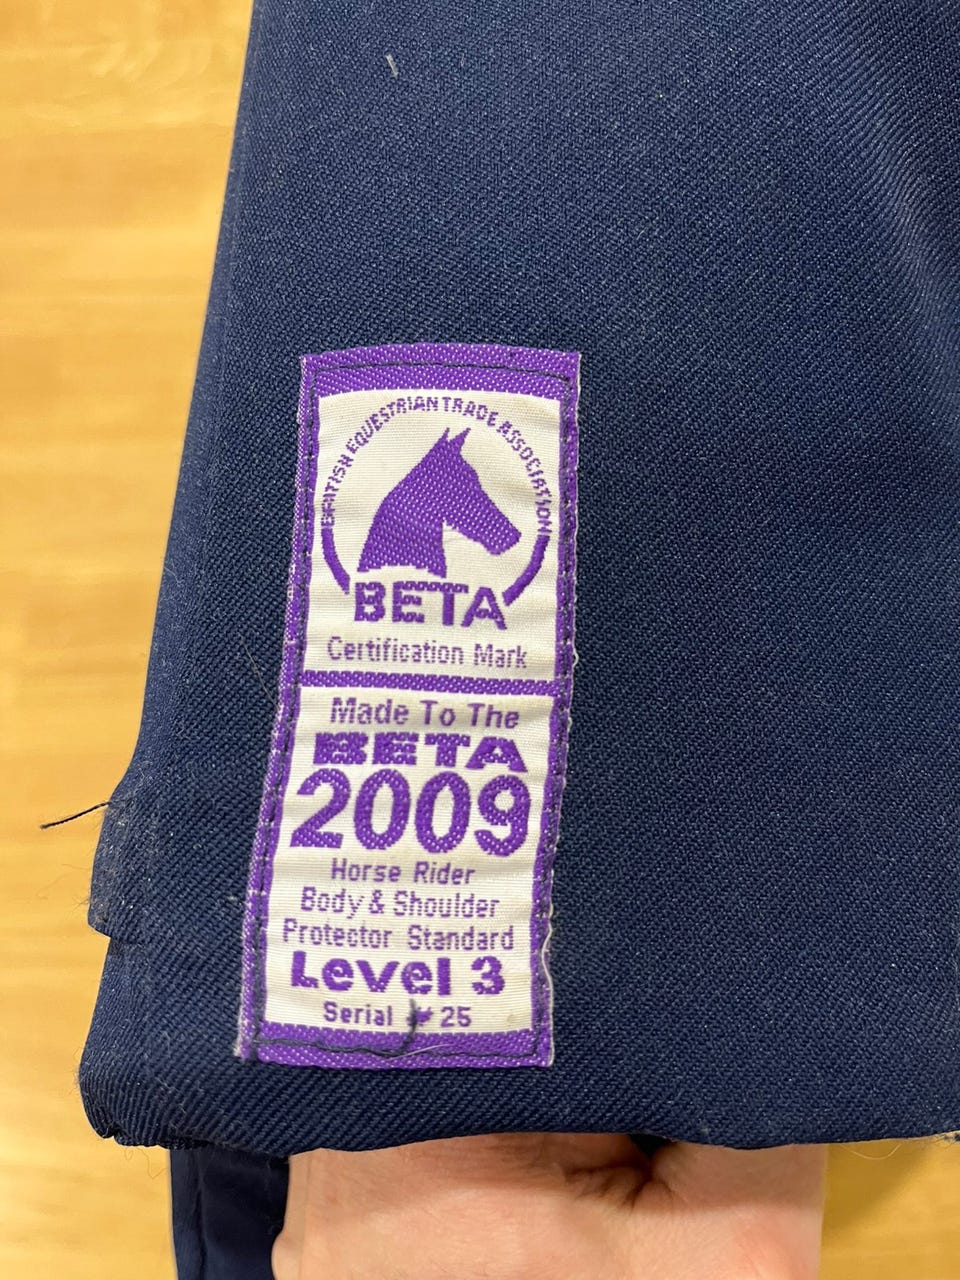 BRITISH EQUESTRIAN TRADE ASSOCIATION
BETA
Certification Mark
Made To The
BETA
2009
Horse Rider
Body & Shoulder
Protector Standard
Level 3
Serial # 25